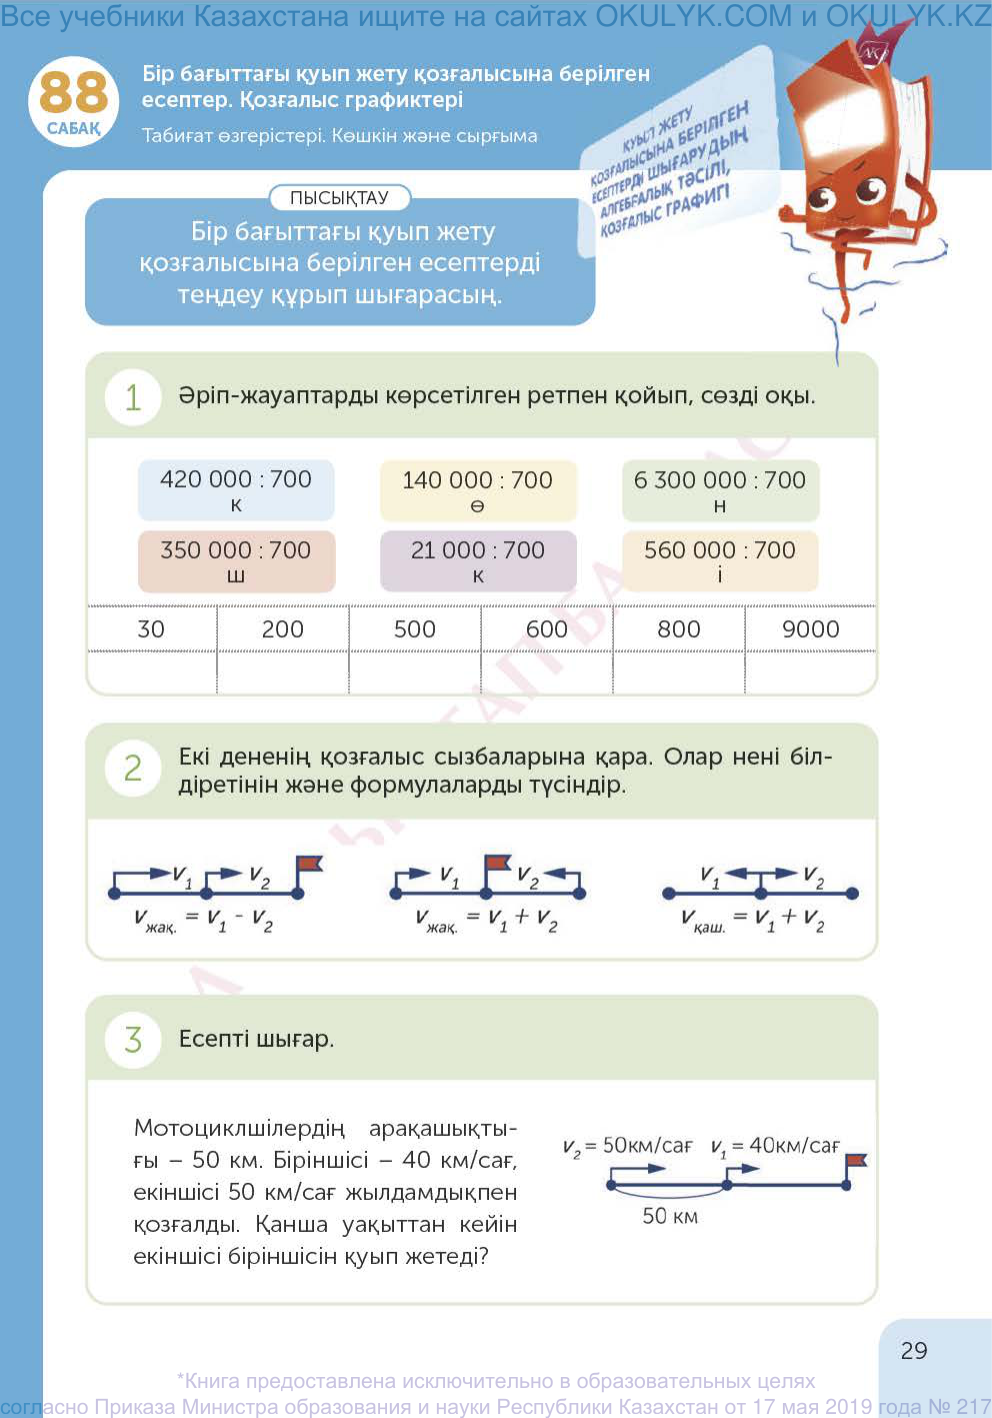 Все учебники Казахстана ищите на сайтах OKULYK.COM и OKULYK.KZ
88
САБАҚ
Бір бағыттағы қуып жету қозғалысына берілген
есептер. Қозғалыс графиктері
Табиғат өзгерістері. Көшкін және сырғыма
ҚУЫП ЖЕТУ
ҚОЗҒАЛЫСЫНА БЕРІЛГЕН
ЕСЕПТЕРДІ ШЫҒАРУДЫҢ
АЛГЕБРАЛЫҚ ТӘСІЛІ,
ҚОЗҒАЛЫС ГРАФИГІ
ПЫСЫҚТАУ
Бір бағыттағы қуып жету
қозғалысына берілген есептерді
теңдеу құрып шығарасың.
1
Әріп-жауаптарды көрсетілген ретпен қойып, сөзді оқы.
420 000 : 700
к
140 000 : 700
ө
6 300 000 : 700
н
350 000 : 700
ш
21 000 : 700
к
560 000 : 700
і
30 200 500 600 800 9000
2
Екі дененің қозғалыс сызбаларына қара. Олар нені біл-
діретінін және формулаларды түсіндір.
v₁ v₂
v жақ. = v₁ - v₂
v₁ v₂
v жақ. = v₁ + v₂
v₁ v₂
v қаш. = v₁ + v₂
3
Есепті шығар.
Мотоциклшілердің арақашықты-
ғы – 50 км. Біріншісі – 40 км/сағ,
екіншісі 50 км/сағ жылдамдықпен
қозғалды. Қанша уақыттан кейін
екіншісі біріншісін қуып жетеді?
v₂ = 50км/сағ v₁ = 40км/сағ
50 км
29
*Книга предоставлена исключительно в образовательных целях
согласно Приказа Министра образования и науки Республики Казахстан от 17 мая 2019 года № 217